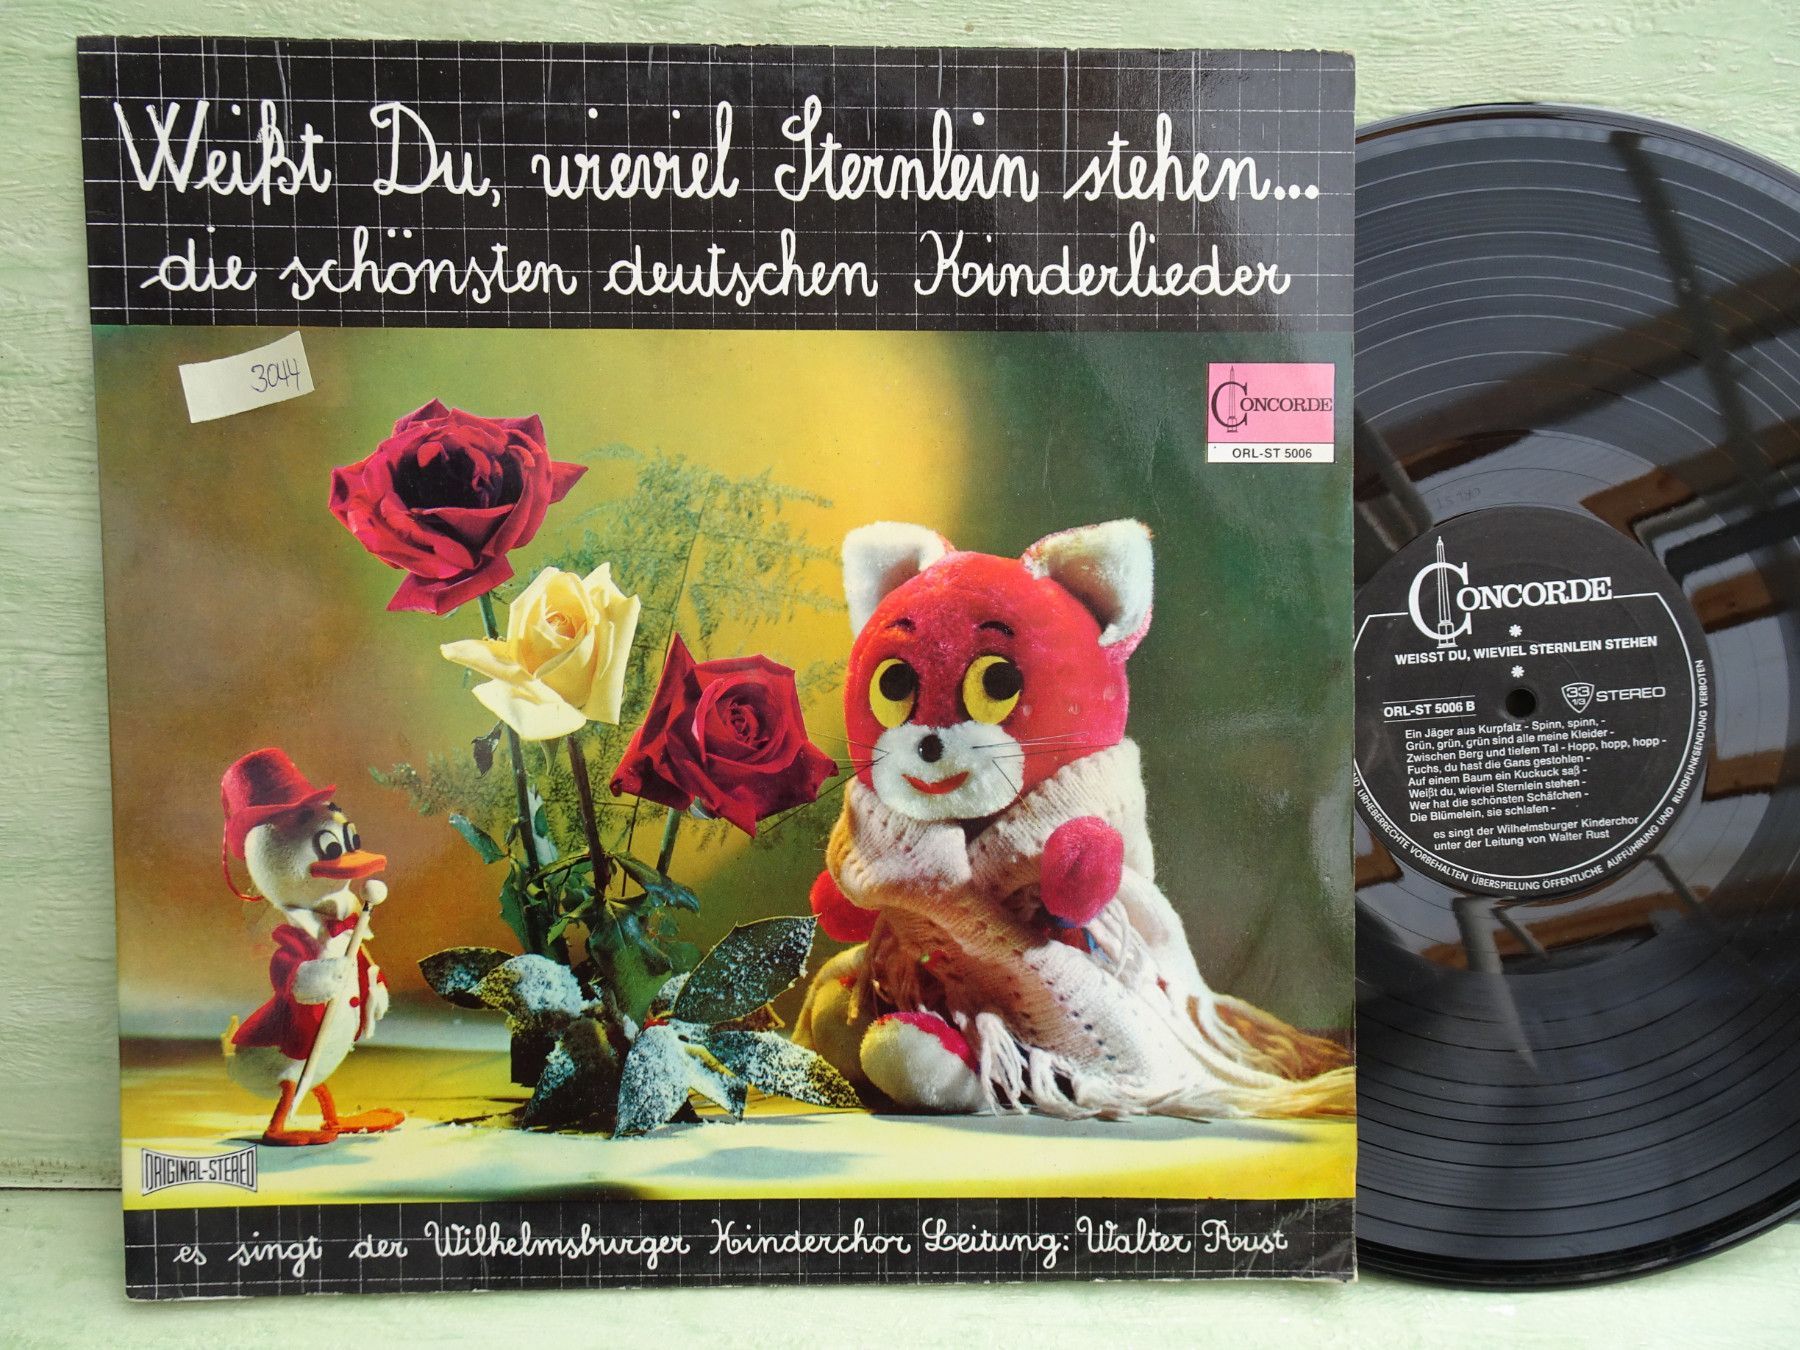 Weißt Du, wieviel Sternlein stehen...
die schönsten deutschen Kinderlieder
3044
CONCORDE
ORL-ST 5006
ORIGINAL-STEREO
es singt der Wilhelmsburger Kinderchor Leitung: Walter Rust
CONCORDE
WEISST DU, WIEVIEL STERNLEIN STEHEN
ORL-ST 5006 B
33 1/3 STEREO
Ein Jäger aus Kurpfalz - Spinn, spinn, -
Grün, grün, grün sind alle meine Kleider -
Zwischen Berg und tiefem Tal - Hopp, hopp, hopp -
Fuchs, du hast die Gans gestohlen -
Auf einem Baum ein Kuckuck saß -
Weißt du, wieviel Sternlein stehen -
Wer hat die schönsten Schäfchen -
Die Blümelein, sie schlafen -
es singt der Wilhelmsburger Kinderchor
unter der Leitung von Walter Rust
URHEBERRECHTE VORBEHALTEN ÜBERSPIELUNG ÖFFENTLICHE AUFFÜHRUNG UND RUNDFUNKSENDUNG VERBOTEN